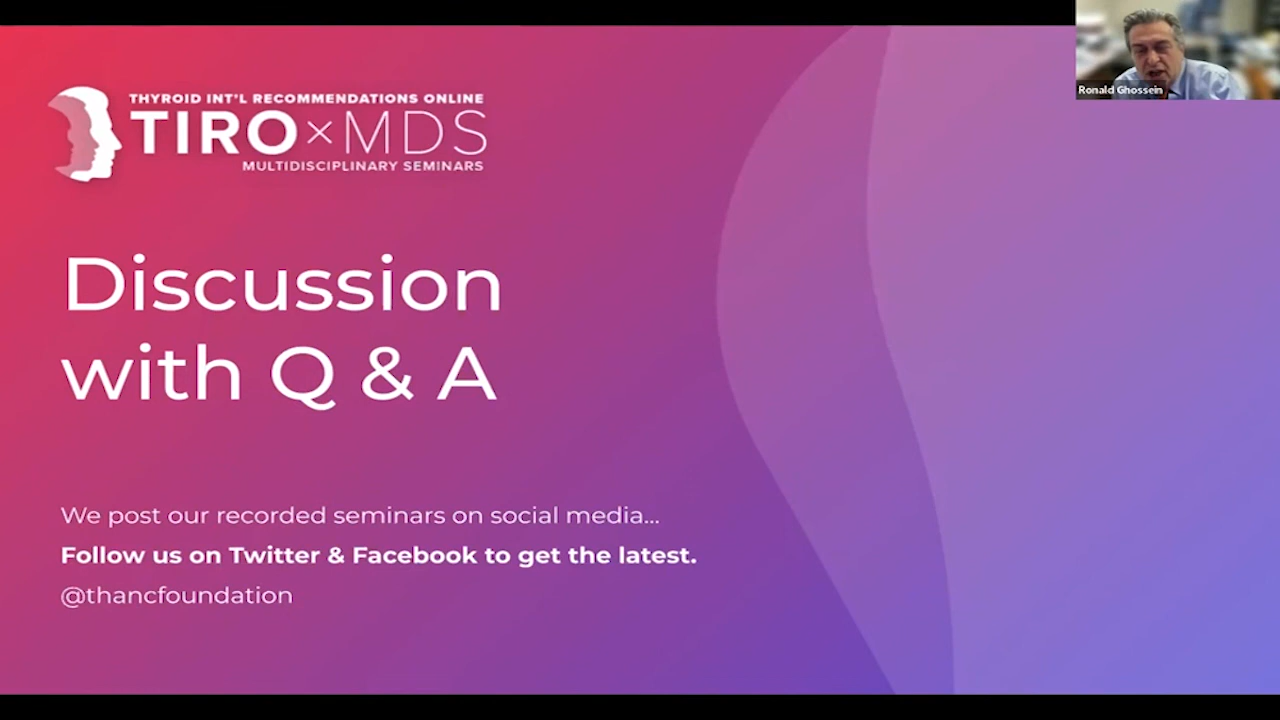 THYROID INT'L RECOMMENDATIONS ONLINE
TIRO×MDS
MULTIDISCIPLINARY SEMINARS
Ronald Ghossein
Discussion
with Q & A
We post our recorded seminars on social media...
Follow us on Twitter & Facebook to get the latest.
@thancfoundation